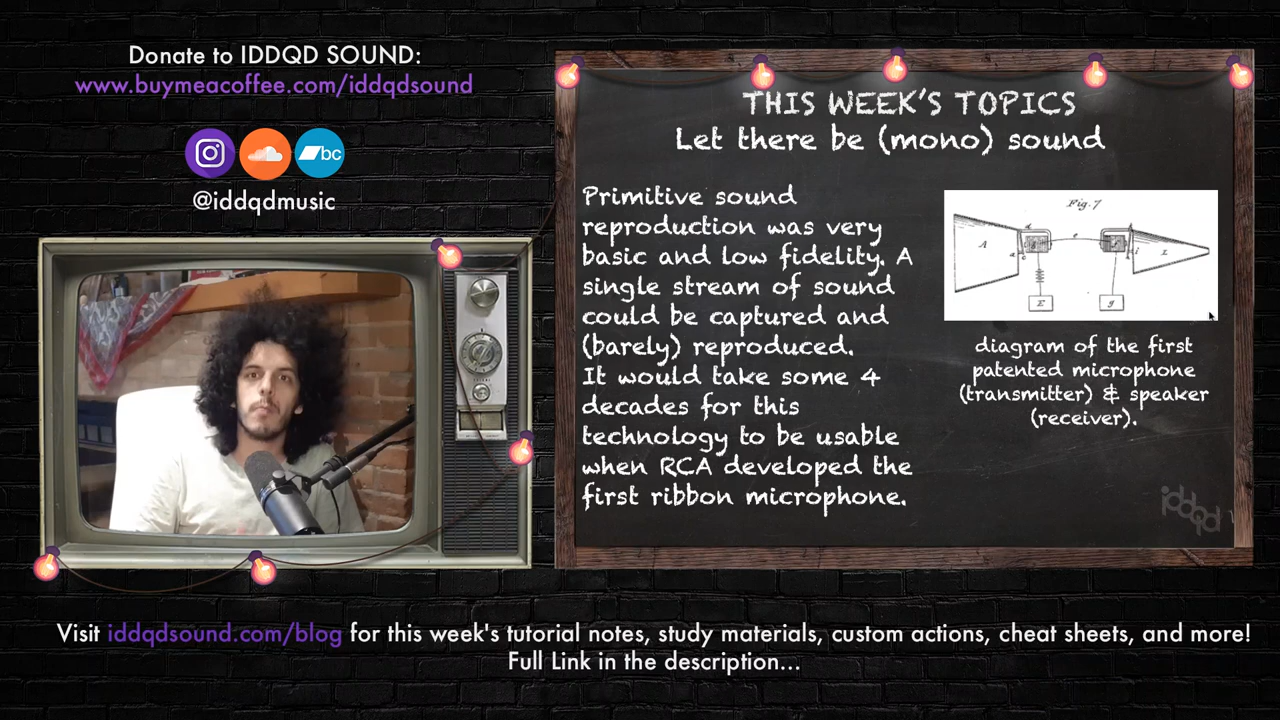 Donate to IDDQD SOUND:
www.buymeacoffee.com/iddqdsound
bc
@iddqdmusic
THIS WEEK'S TOPICS
Let there be (mono) sound
Primitive sound
reproduction was very
basic and low fidelity. A
single stream of sound
could be captured and
(barely) reproduced.
It would take some 4
decades for this
technology to be usable
when RCA developed the
first ribbon microphone.
Fig. 7
A
e
L
E
g
diagram of the first
patented microphone
(transmitter) & speaker
(receiver).
iddqd
Visit iddqdsound.com/blog for this week's tutorial notes, study materials, custom actions, cheat sheets, and more!
Full Link in the description...